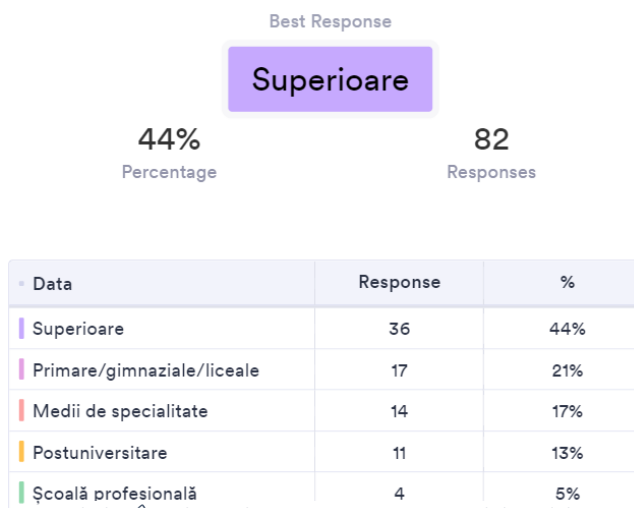 Best Response
Superioare
44% 82
Percentage Responses
Data Response %
Superioare 36 44%
Primare/gimnaziale/liceale 17 21%
Medii de specialitate 14 17%
Postuniversitare 11 13%
Școală profesională 4 5%